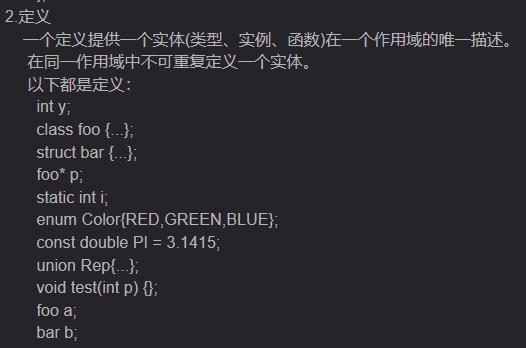 2.定义
一个定义提供一个实体(类型、实例、函数)在一个作用域的唯一描述。
在同一作用域中不可重复定义一个实体。
以下都是定义：
int y;
class foo {...};
struct bar {...};
foo* p;
static int i;
enum Color{RED,GREEN,BLUE};
const double PI = 3.1415;
union Rep{...};
void test(int p) {};
foo a;
bar b;